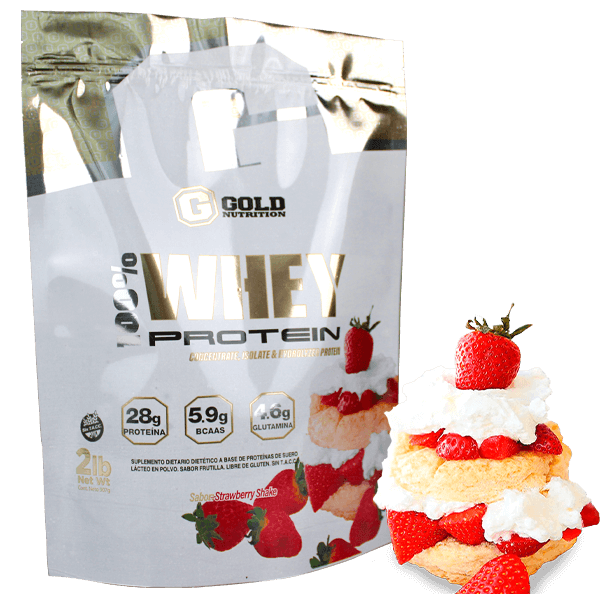 G GOLD
NUTRITION
100% WHEY
PROTEIN
CONCENTRATE, ISOLATE & HYDROLYZED PROTEIN
28g
PROTEÍNA
5.9g
BCAAS
4.6g
GLUTAMINA
Sin T.A.C.C.
SUPLEMENTO DIETARIO DIETÉTICO A BASE DE PROTEÍNAS DE SUERO
LÁCTEO EN POLVO. SABOR FRUTILLA. LIBRE DE GLUTEN. SIN T.A.C.C.
2lb
Net Wt
Sabor Strawberry Shake